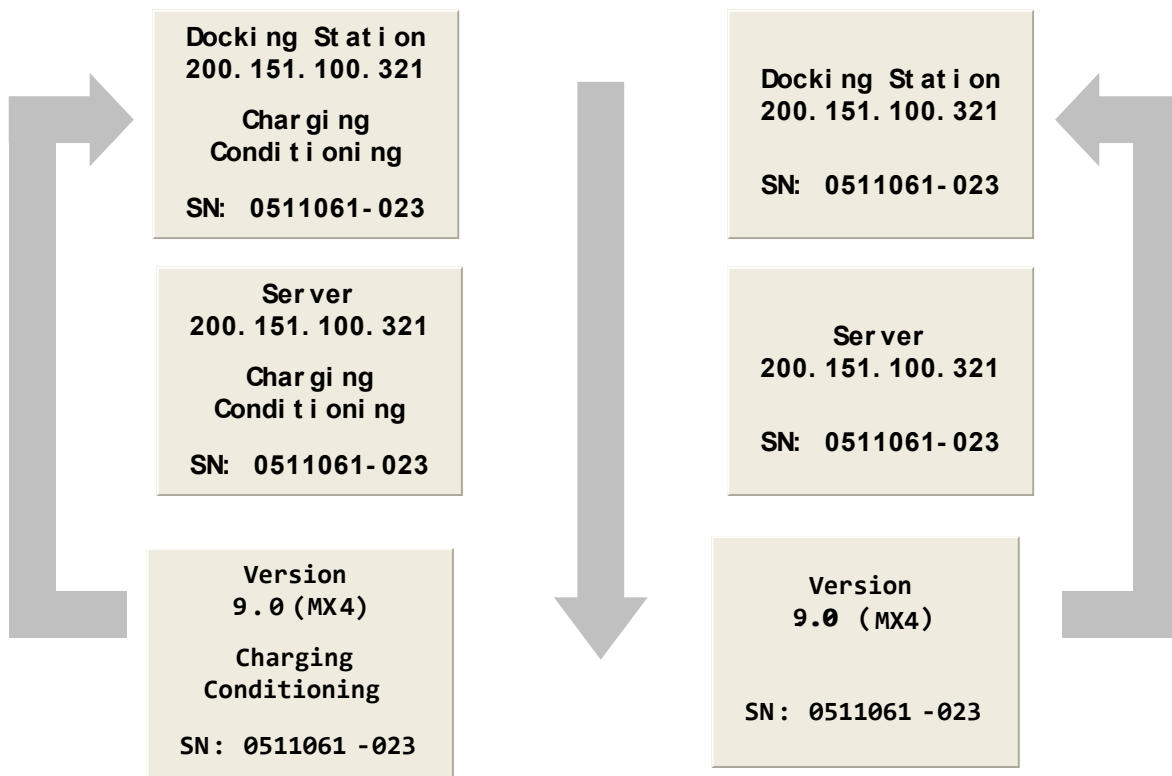 Docking Station
200.151.100.321
Charging
Conditioning
SN: 0511061-023
Server
200.151.100.321
Charging
Conditioning
SN: 0511061-023
Version
9.0 (MX4)
Charging
Conditioning
SN: 0511061-023
Docking Station
200.151.100.321
SN: 0511061-023
Server
200.151.100.321
SN: 0511061-023
Version
9.0 (MX4)
SN: 0511061-023